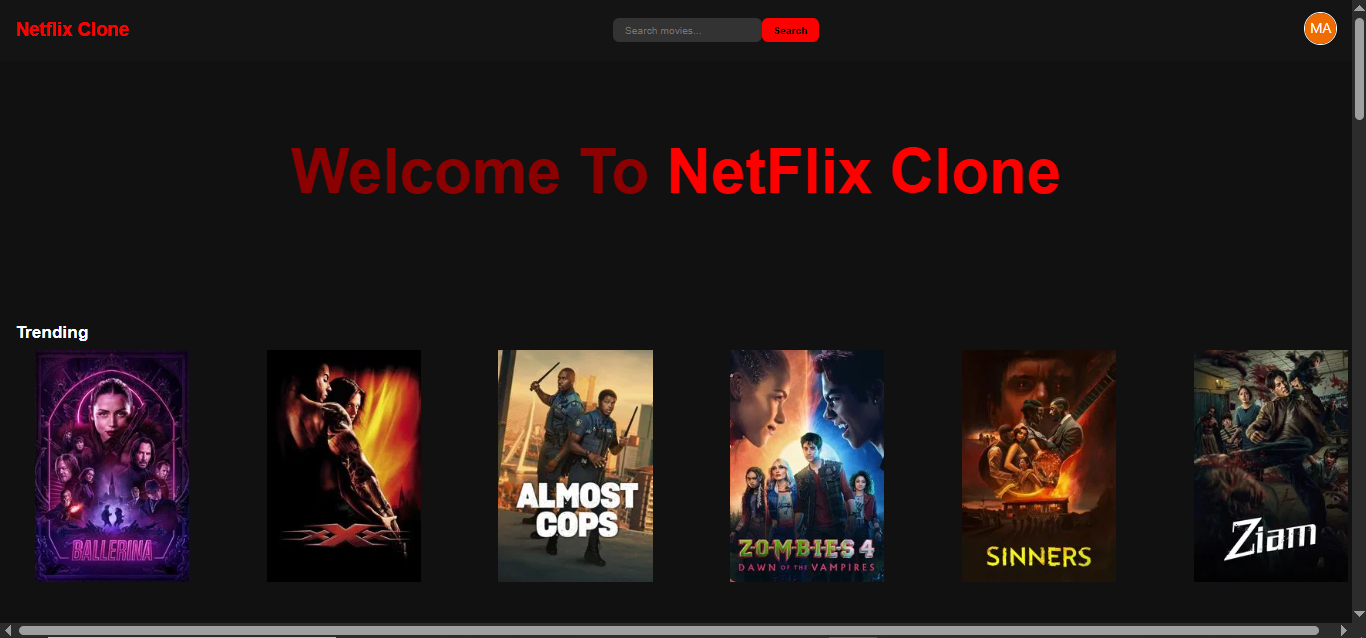 Netflix Clone
Search movies...
Search
MA
Welcome To NetFlix Clone
Trending
BALLERINA
xXx
ALMOST
COPS
Z-O-M-B-I-E-S 4
DAWN OF THE VAMPIRES
SINNERS
Ziam